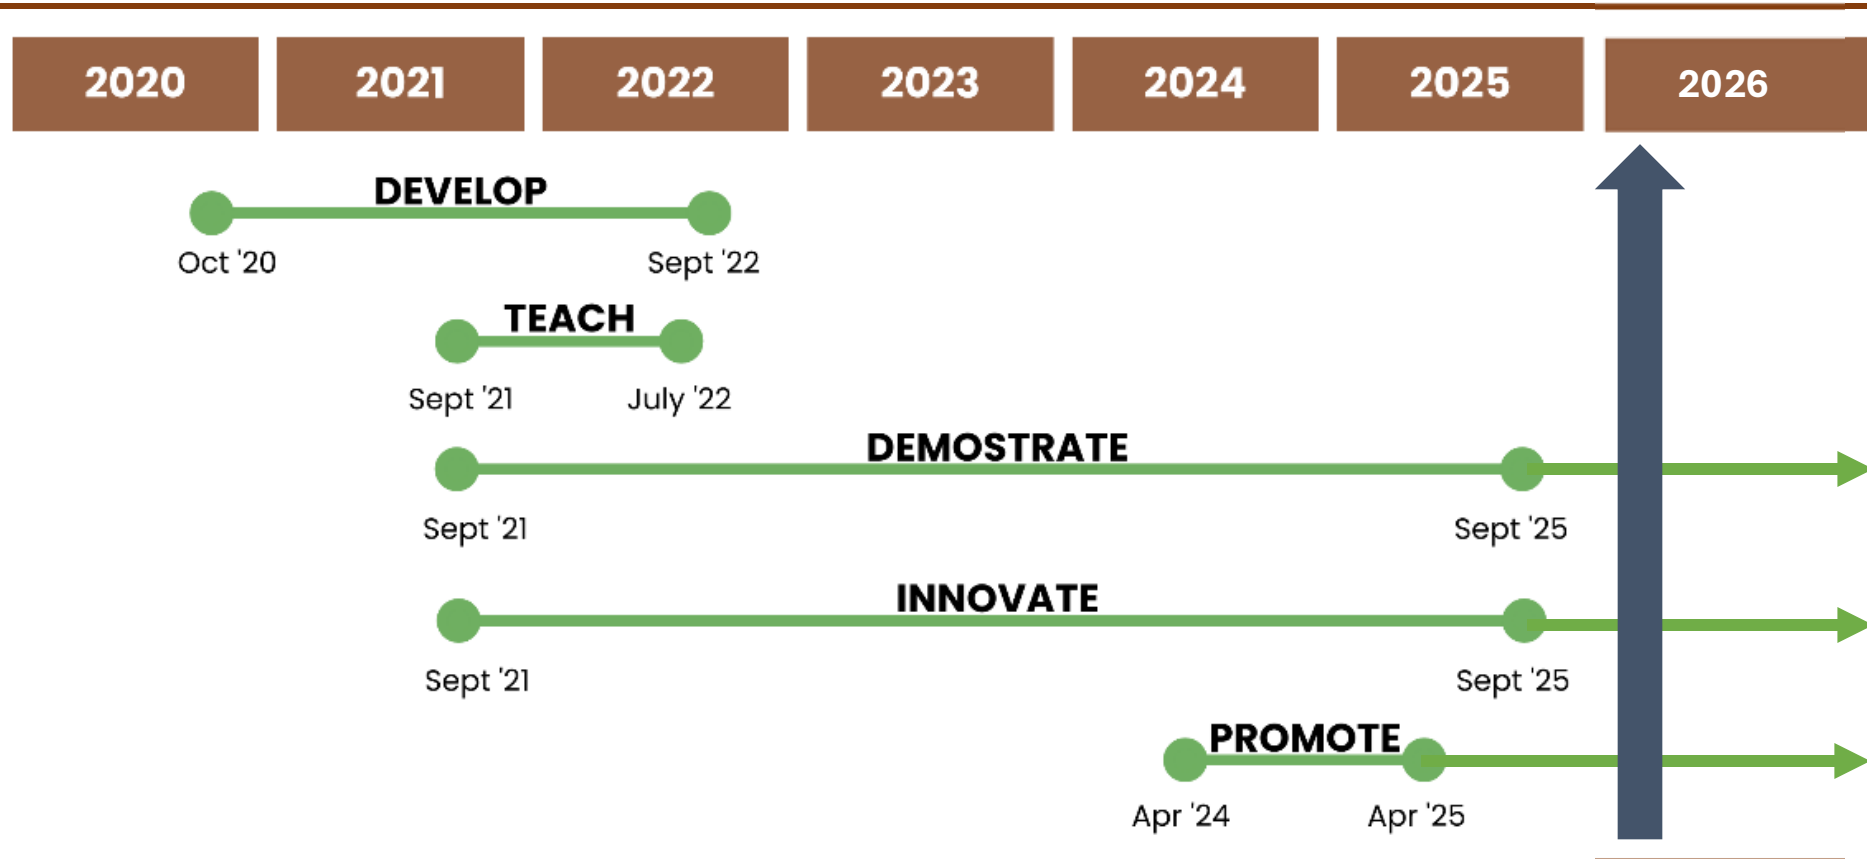 2020 2021 2022 2023 2024 2025 2026
DEVELOP
Oct '20 Sept '22
TEACH
Sept '21 July '22
DEMOSTRATE
Sept '21 Sept '25
INNOVATE
Sept '21 Sept '25
PROMOTE
Apr '24 Apr '25